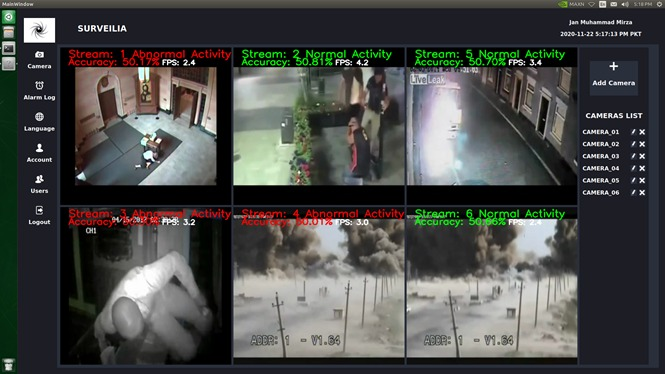 MainWindow
MAXN
5:18 PM
SURVEILIA
Jan Muhammad Mirza
2020-11-22 5:17:13 PM PKT
Camera
Alarm Log
Language
Account
Users
Logout
Stream: 1 Abnormal Activity
Accuracy: 50.17% FPS: 2.4
Stream: 2 Normal Activity
Accuracy: 50.81% FPS: 4.2
Stream: 5 Normal Activity
Accuracy: 50.70% FPS: 3.4
LiveLeak
Stream: 3 Abnormal Activity
Accuracy: FPS: 3.2
CH1
Stream: 4 Abnormal Activity
Accuracy: 50.01% FPS: 3.0
ADDR: 1 - V1.64
Stream: 6 Normal Activity
Accuracy: 50.66% FPS: 2.4
ADDR: 1 - V1.64
+
Add Camera
CAMERAS LIST
CAMERA_01
CAMERA_02
CAMERA_03
CAMERA_04
CAMERA_05
CAMERA_06